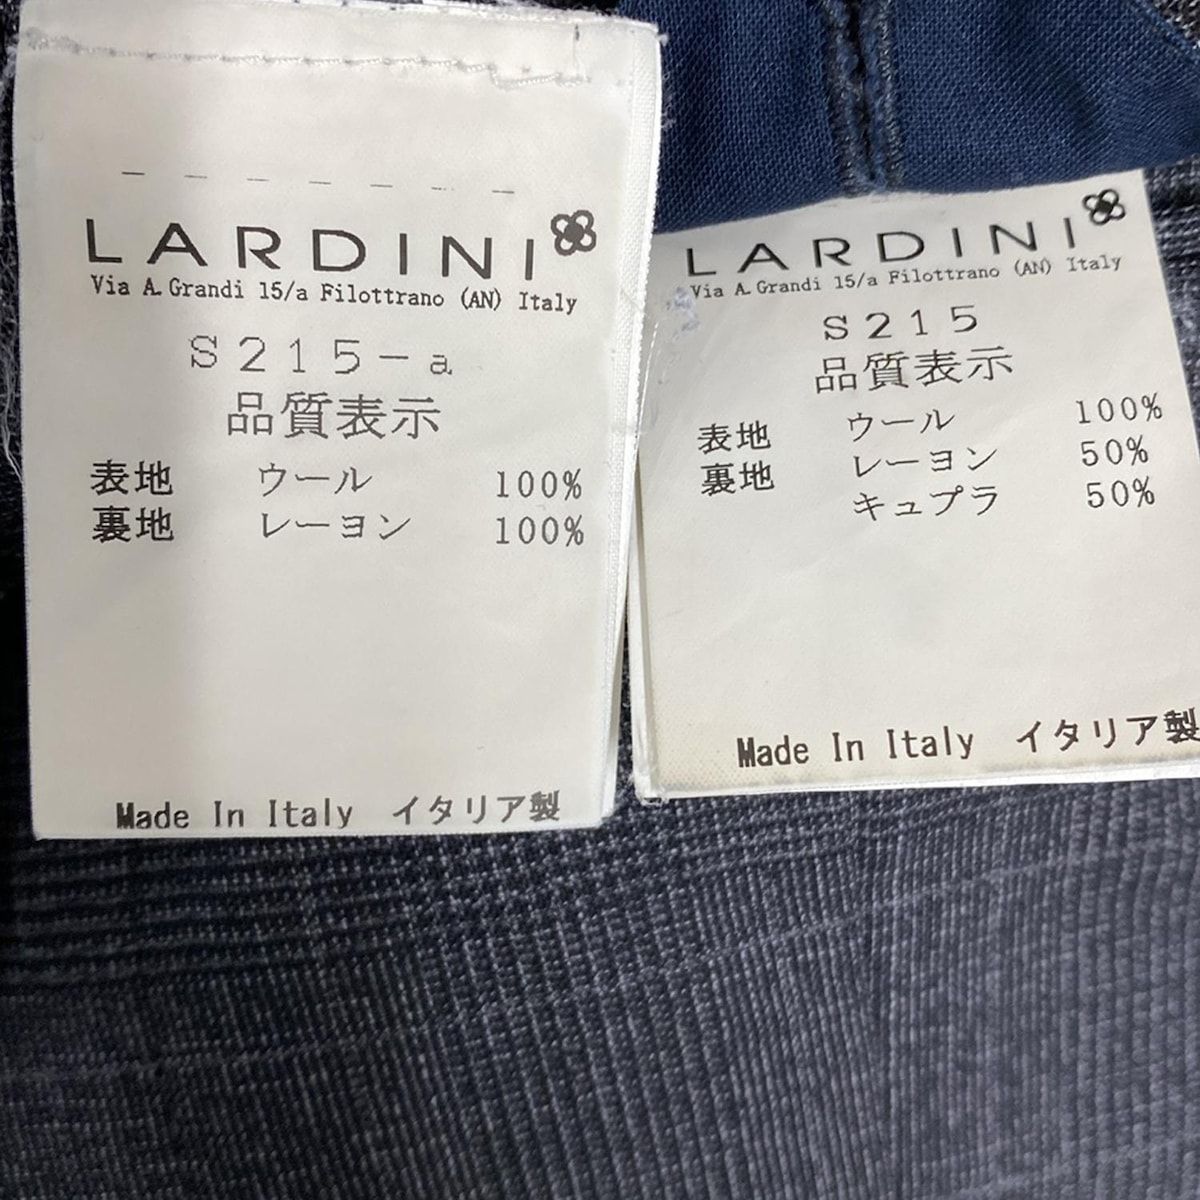 LARDINI
Via A. Grandi 15/a Filottrano (AN) Italy
S215-a
品質表示
表地 ウール 100%
裏地 レーヨン 100%
Made In Italy イタリア製
LARDINI
Via A. Grandi 15/a Filottrano (AN) Italy
S215
品質表示
表地 ウール 100%
裏地 レーヨン 50%
キュプラ 50%
Made In Italy イタリア製